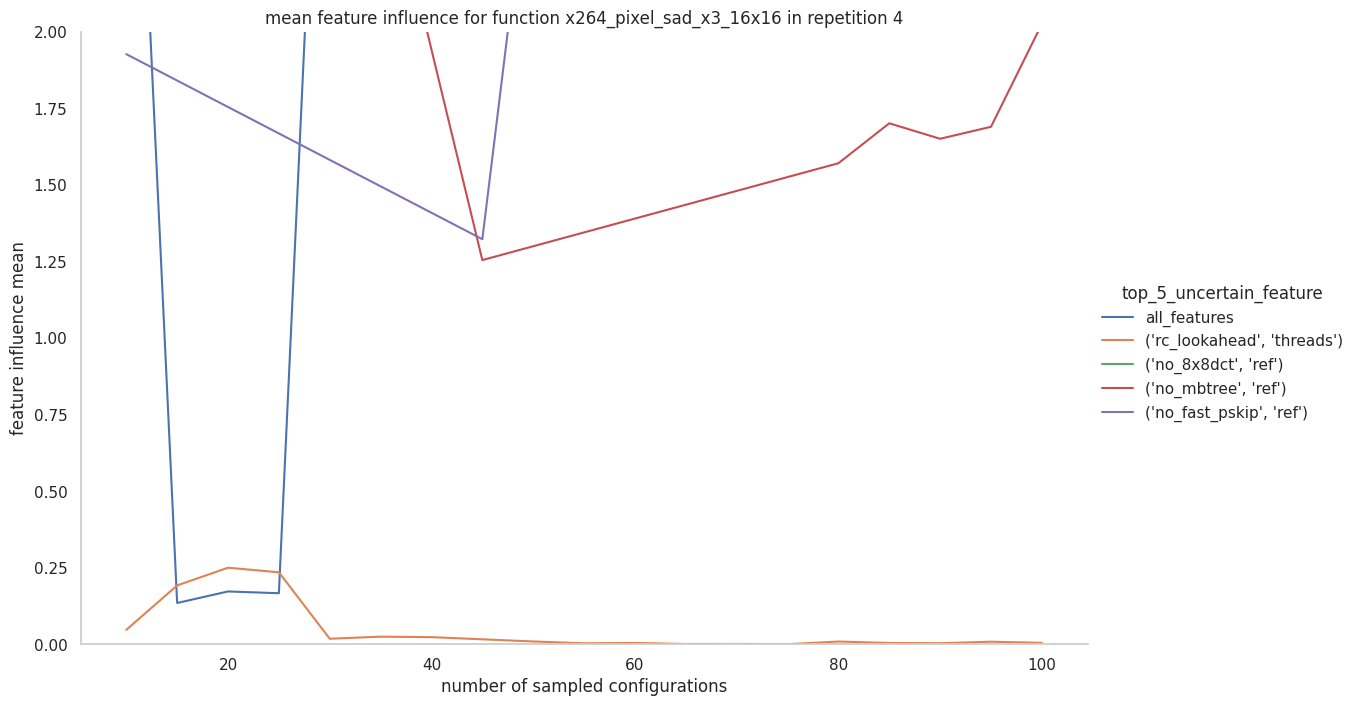 mean feature influence for function x264_pixel_sad_x3_16x16 in repetition 4
2.00
1.75
1.50
1.25
1.00
0.75
0.50
0.25
0.00
feature influence mean
20
40
60
80
100
number of sampled configurations
top_5_uncertain_feature
all_features
('rc_lookahead', 'threads')
('no_8x8dct', 'ref')
('no_mbtree', 'ref')
('no_fast_pskip', 'ref')